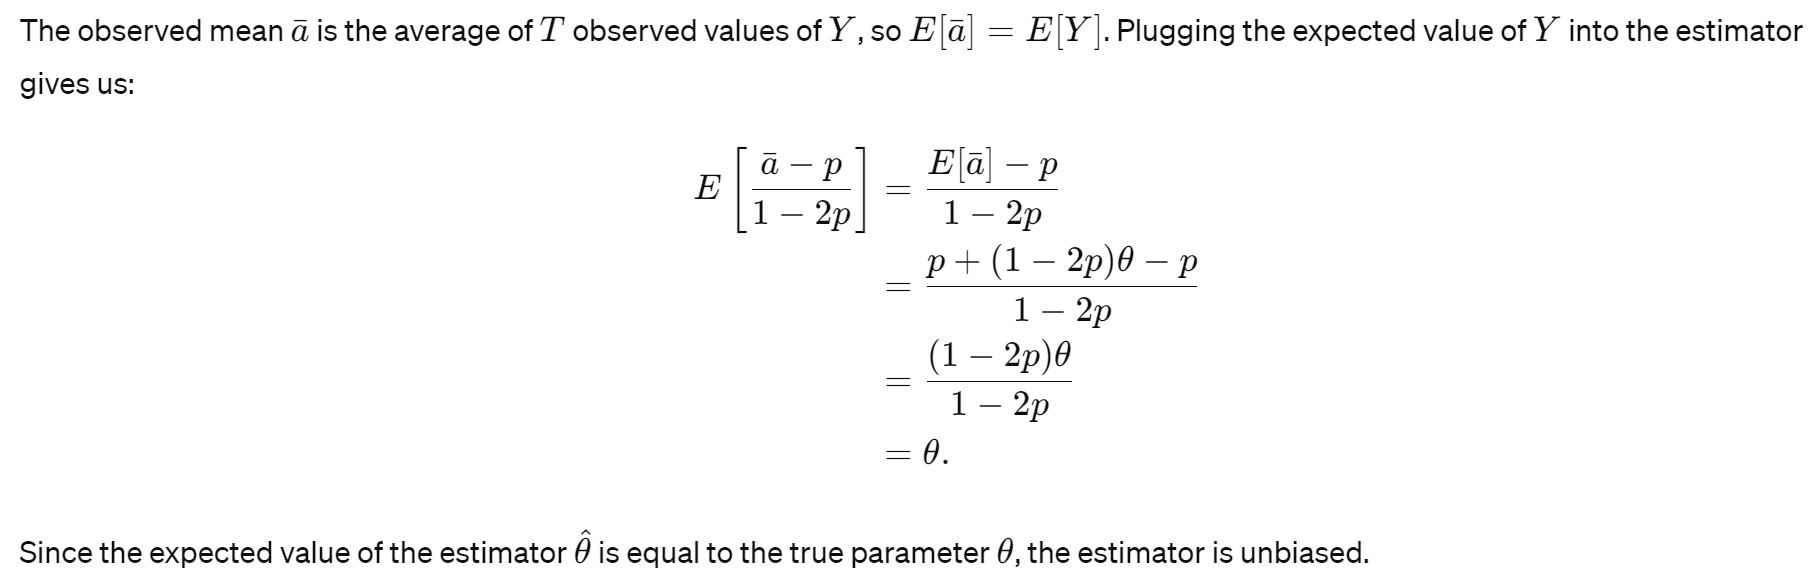 The observed mean ā is the average of T observed values of Y, so E[ā] = E[Y]. Plugging the expected value of Y into the estimator
gives us:
E[(ā − p)/(1 − 2p)] = (E[ā] − p)/(1 − 2p)
= (p + (1 − 2p)θ − p)/(1 − 2p)
= ((1 − 2p)θ)/(1 − 2p)
= θ.
Since the expected value of the estimator θ̂ is equal to the true parameter θ, the estimator is unbiased.